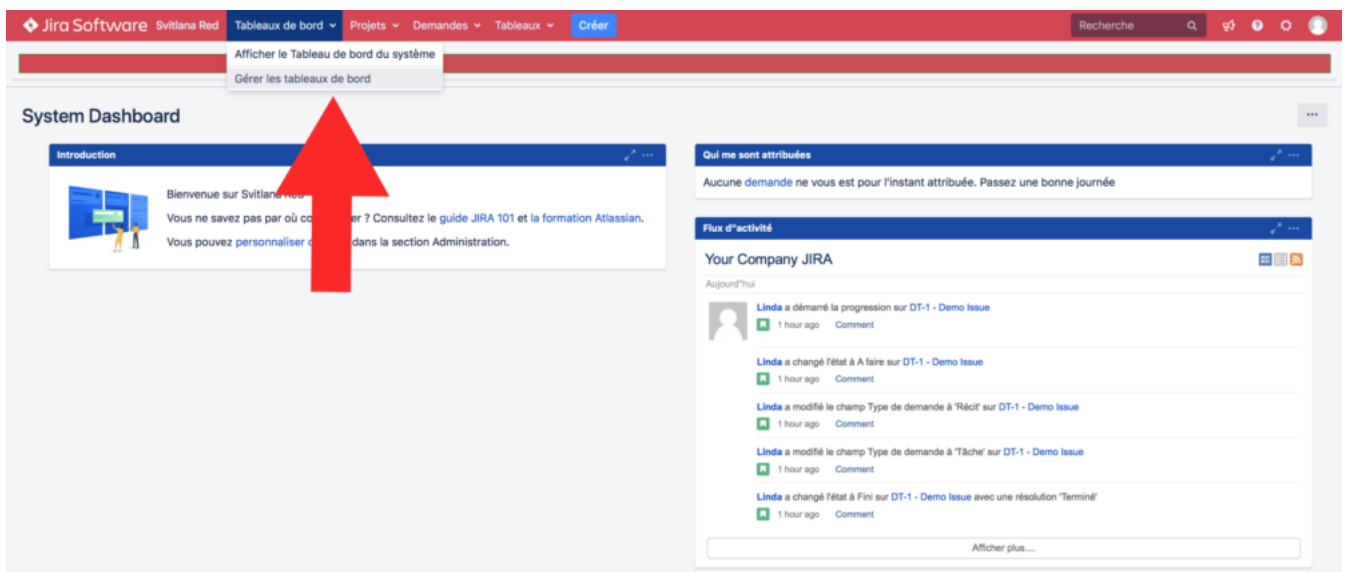 Jira Software Svitlana Red Tableaux de bord Projets Demandes Tableaux Créer Recherche
Afficher le Tableau de bord du système
Gérer les tableaux de bord
System Dashboard
Introduction
Bienvenue sur Svitlana Red
Vous ne savez pas par où er ? Consultez le guide JIRA 101 et la formation Atlassian.
Vous pouvez personnaliser dans la section Administration.
Qui me sont attribuées
Aucune demande ne vous est pour l'instant attribuée. Passez une bonne journée
Flux d"activité
Your Company JIRA
Aujourd"hui
Linda a démarré la progression sur DT-1 - Demo Issue
1 hour ago Comment
Linda a changé l'état à A faire sur DT-1 - Demo Issue
1 hour ago Comment
Linda a modifié le champ Type de demande à 'Récit' sur DT-1 - Demo Issue
1 hour ago Comment
Linda a modifié le champ Type de demande à 'Tâche' sur DT-1 - Demo Issue
1 hour ago Comment
Linda a changé l'état à Fini sur DT-1 - Demo Issue avec une résolution 'Terminé'
1 hour ago Comment
Afficher plus....